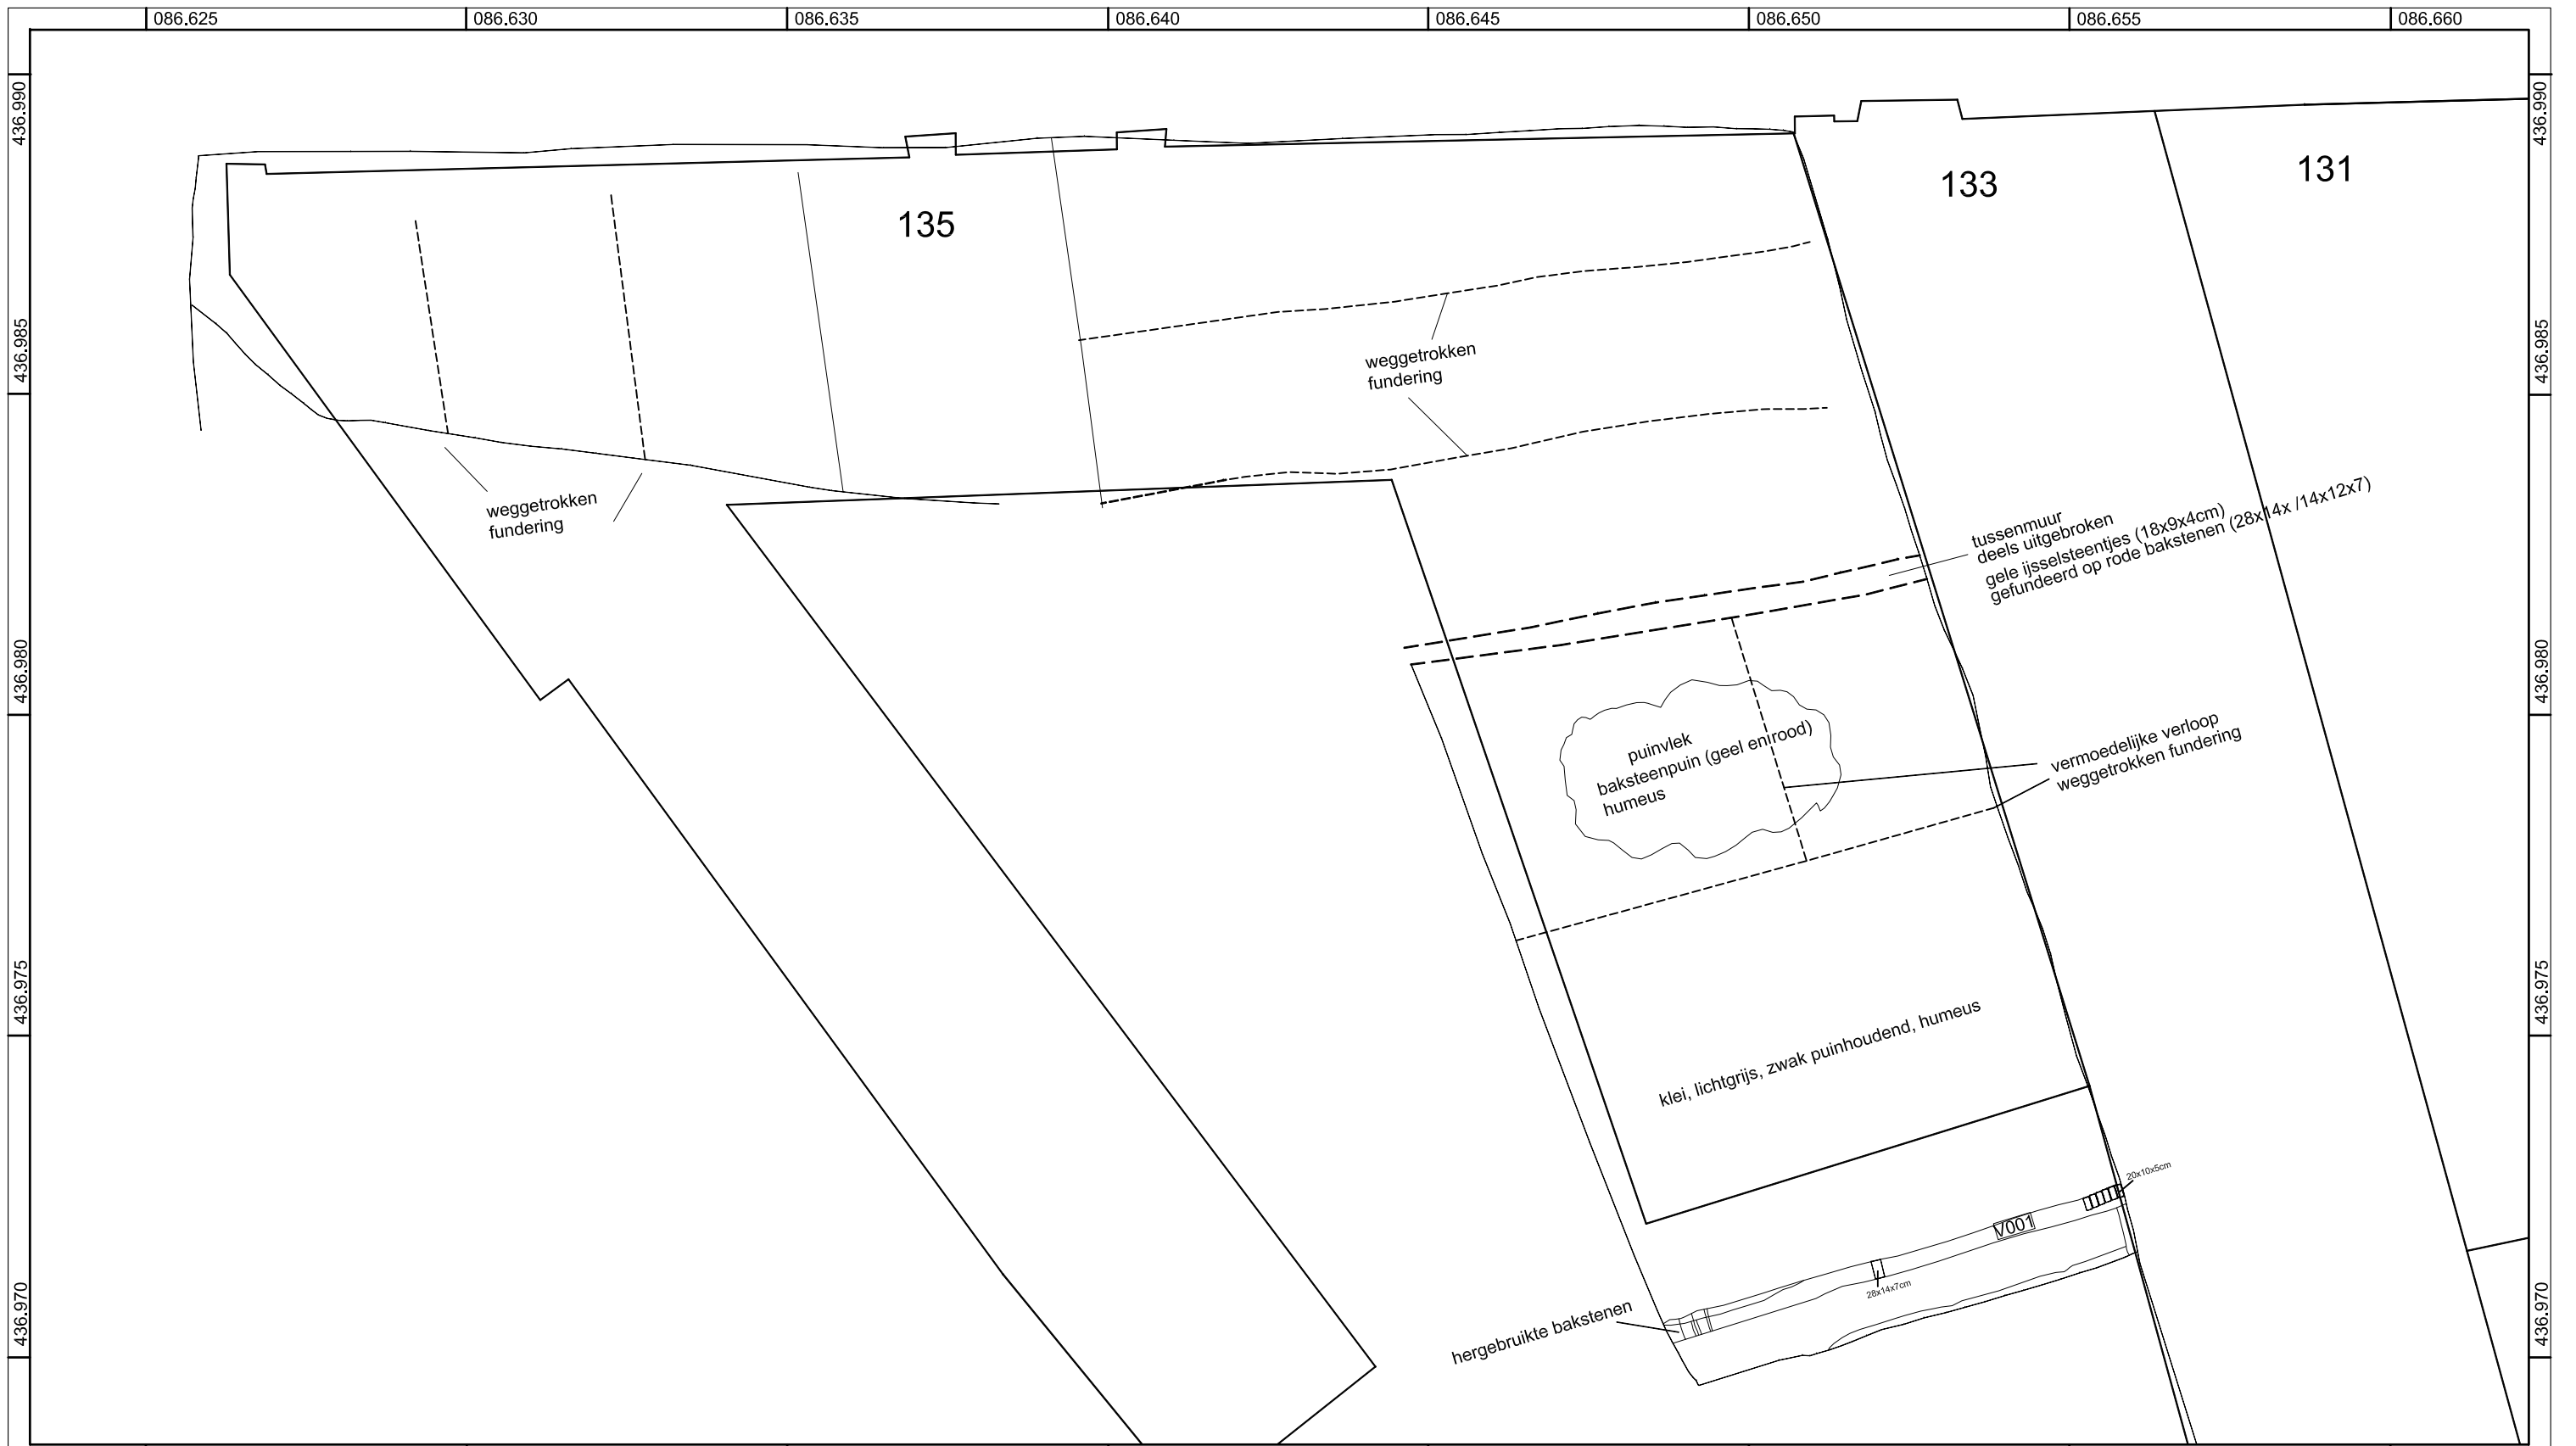 086.625
086.630
086.635
086.640
086.645
086.650
086.655
086.660
436.990
436.985
436.980
436.975
436.970
436.990
436.985
436.980
436.975
436.970
135
133
131
weggetrokken
fundering
weggetrokken
fundering
tussenmuur
deels uitgebroken
gele ijsselsteentjes (18x9x4cm)
gefundeerd op rode bakstenen (28x14x /14x12x7)
puinvlek
baksteenpuin (geel en rood)
humeus
vermoedelijke verloop
weggetrokken fundering
klei, lichtgrijs, zwak puinhoudend, humeus
20x10x5cm
V001
28x14x7cm
hergebruikte bakstenen